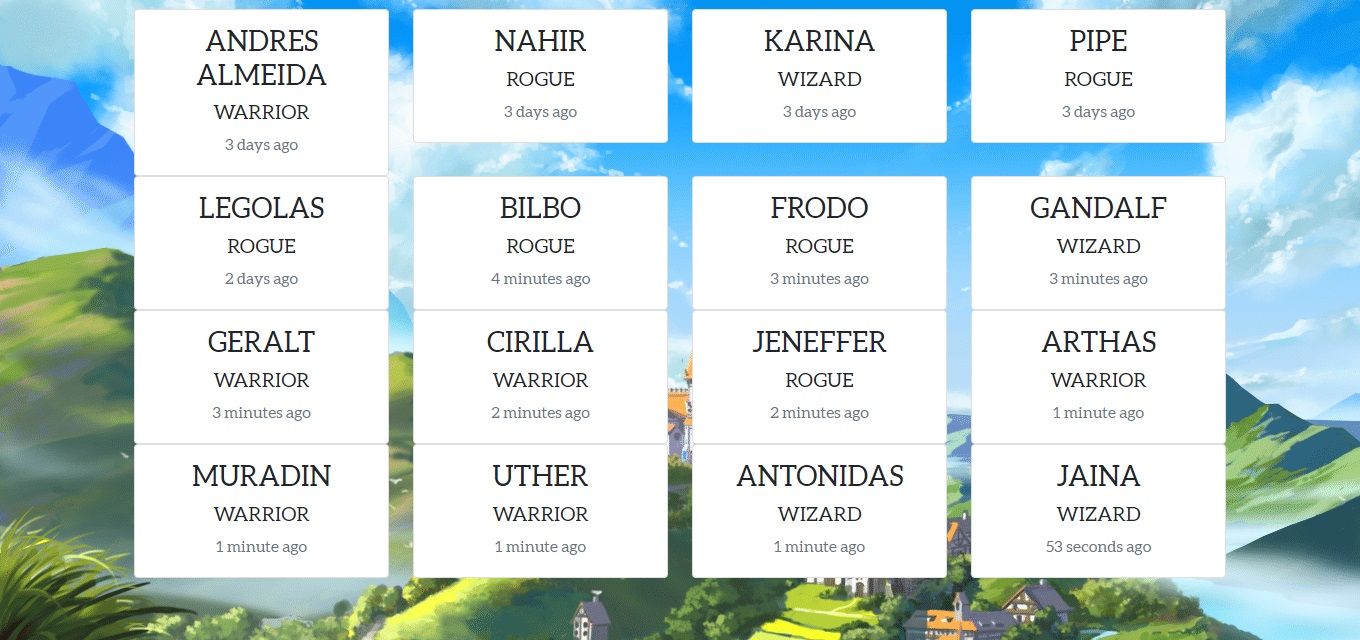 ANDRES
ALMEIDA
WARRIOR
3 days ago
NAHIR
ROGUE
3 days ago
KARINA
WIZARD
3 days ago
PIPE
ROGUE
3 days ago
LEGOLAS
ROGUE
2 days ago
BILBO
ROGUE
4 minutes ago
FRODO
ROGUE
3 minutes ago
GANDALF
WIZARD
3 minutes ago
GERALT
WARRIOR
3 minutes ago
CIRILLA
WARRIOR
2 minutes ago
JENEFFER
ROGUE
2 minutes ago
ARTHAS
WARRIOR
1 minute ago
MURADIN
WARRIOR
1 minute ago
UTHER
WARRIOR
1 minute ago
ANTONIDAS
WIZARD
1 minute ago
JAINA
WIZARD
53 seconds ago